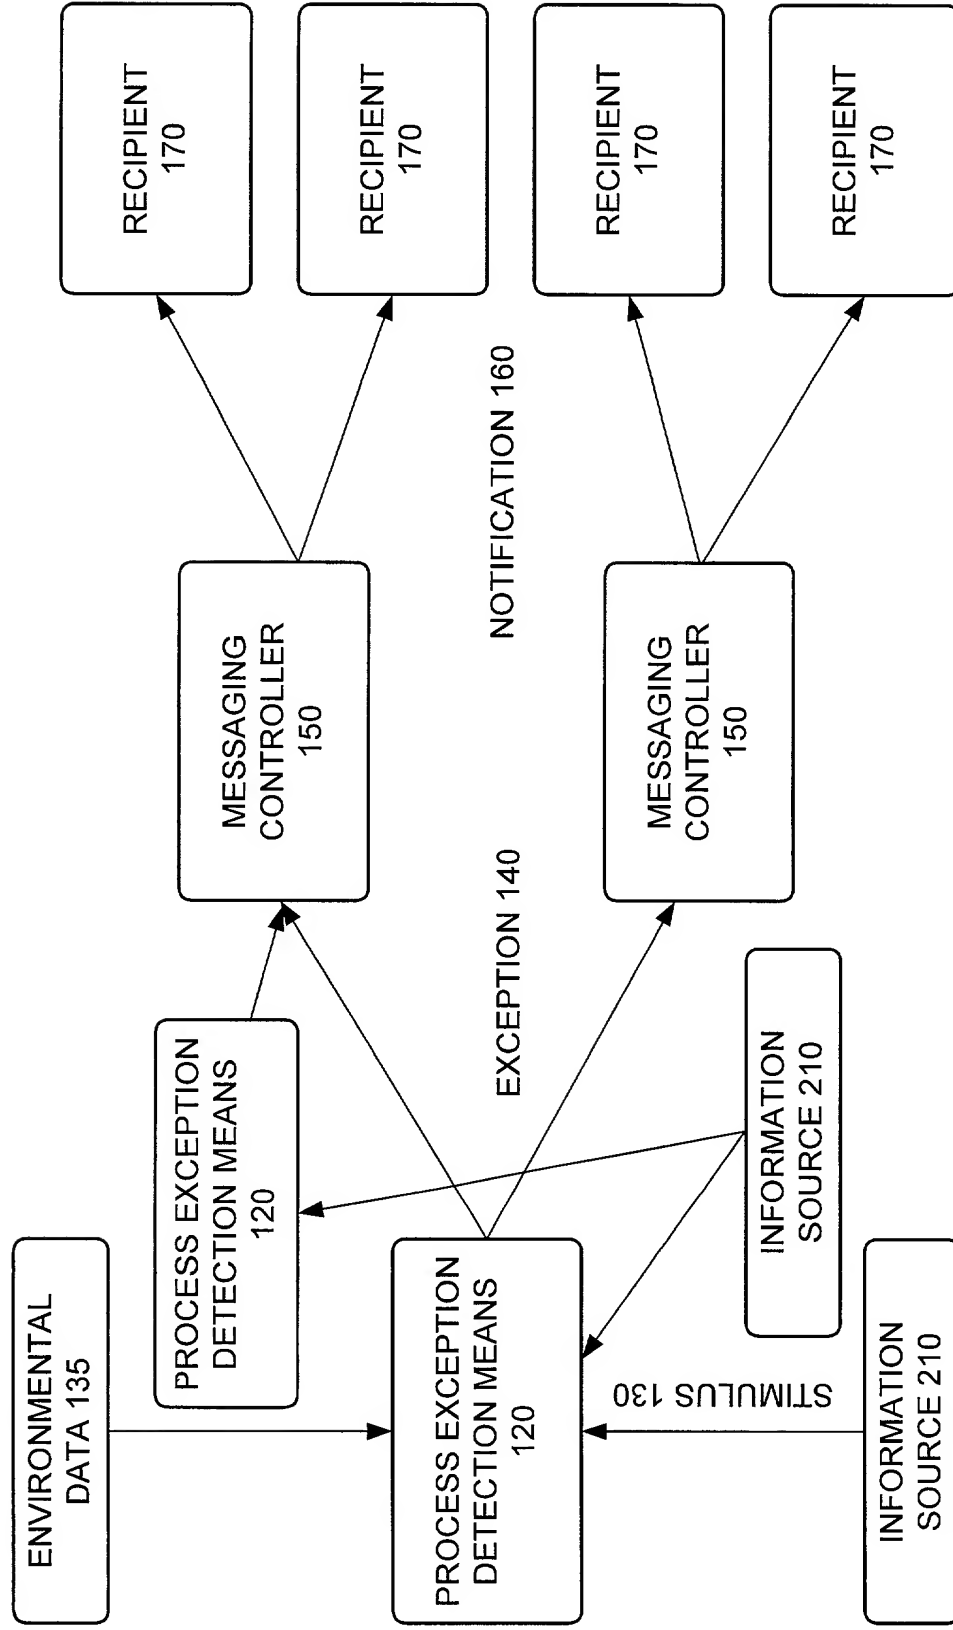 ENVIRONMENTAL
DATA 135
PROCESS EXCEPTION
DETECTION MEANS
120
PROCESS EXCEPTION
DETECTION MEANS
120
STIMULUS 130
INFORMATION
SOURCE 210
INFORMATION
SOURCE 210
EXCEPTION 140
MESSAGING
CONTROLLER
150
MESSAGING
CONTROLLER
150
NOTIFICATION 160
RECIPIENT
170
RECIPIENT
170
RECIPIENT
170
RECIPIENT
170